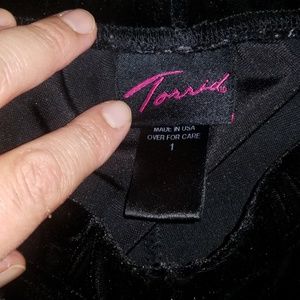 Torrid
MADE IN USA
OVER FOR CARE
1